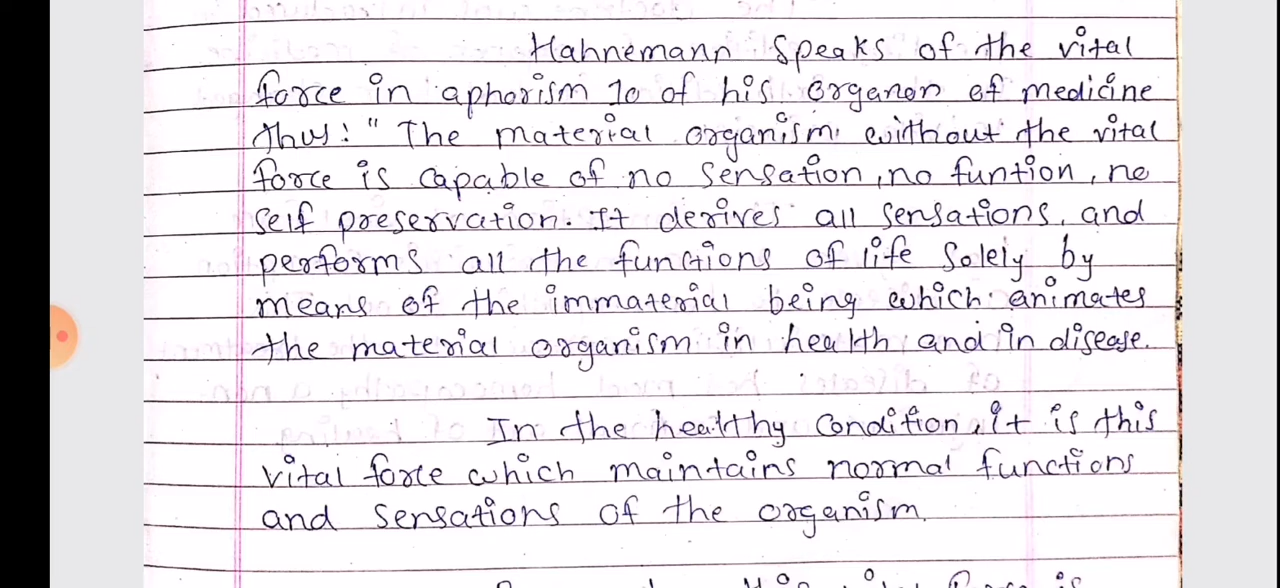 Hahnemann speaks of the vital
force in aphorism 10 of his organon of medicine
thus: " The material organism without the vital
force is capable of no sensation, no funtion, no
self preservation. It derives all sensations, and
performs all the functions of life solely by
means of the immaterial being which animates
the material organism in health and in disease.
In the healthy condition, it is this
vital force which maintains normal functions
and sensations of the organism.